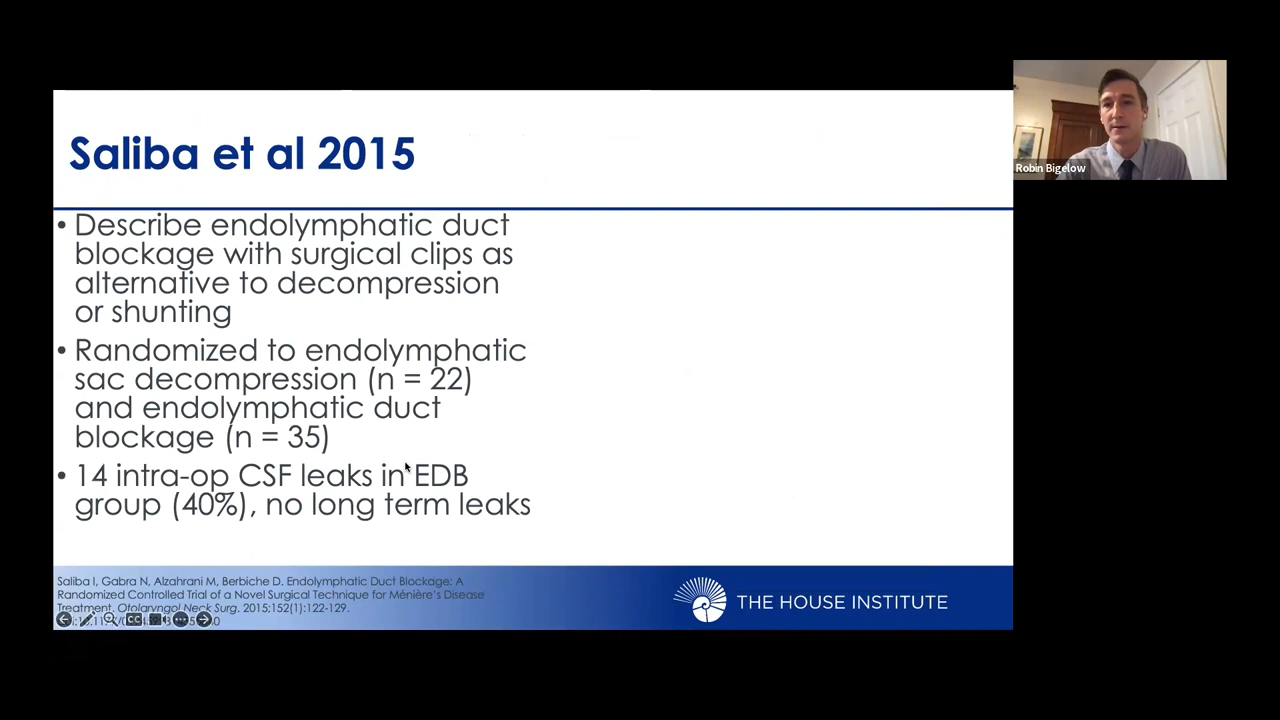 Saliba et al 2015
Robin Bigelow
• Describe endolymphatic duct
blockage with surgical clips as
alternative to decompression
or shunting
• Randomized to endolymphatic
sac decompression (n = 22)
and endolymphatic duct
blockage (n = 35)
• 14 intra-op CSF leaks in EDB
group (40%), no long term leaks
Saliba I, Gabra N, Alzahrani M, Berbiche D. Endolymphatic Duct Blockage: A
Randomized Controlled Trial of a Novel Surgical Technique for Ménière's Disease
Treatment. Otolaryngol Neck Surg. 2015;152(1):122-129.
CC
THE HOUSE INSTITUTE